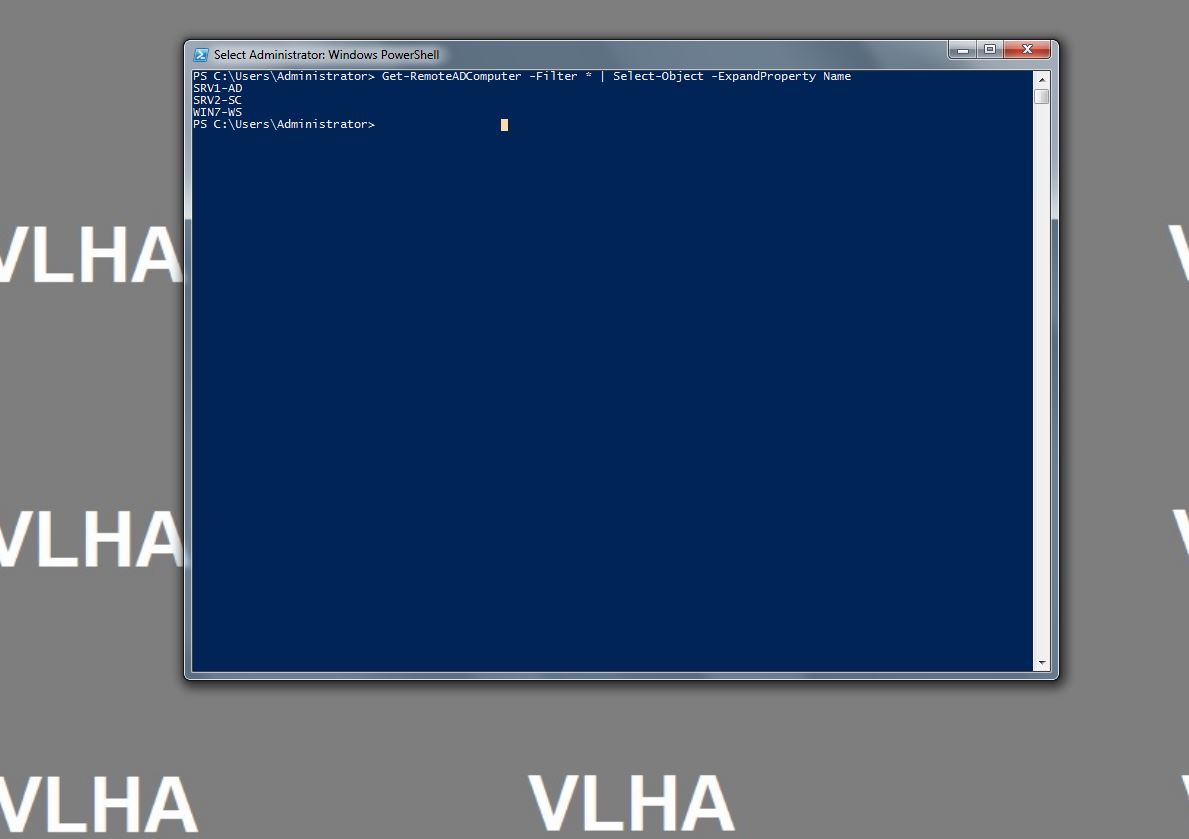 Select Administrator: Windows PowerShell
PS C:\Users\Administrator> Get-RemoteADComputer -Filter * | Select-Object -ExpandProperty Name
SRV1-AD
SRV2-SC
WIN7-WS
PS C:\Users\Administrator>
VLHA
VLHA
VLHA
VLHA